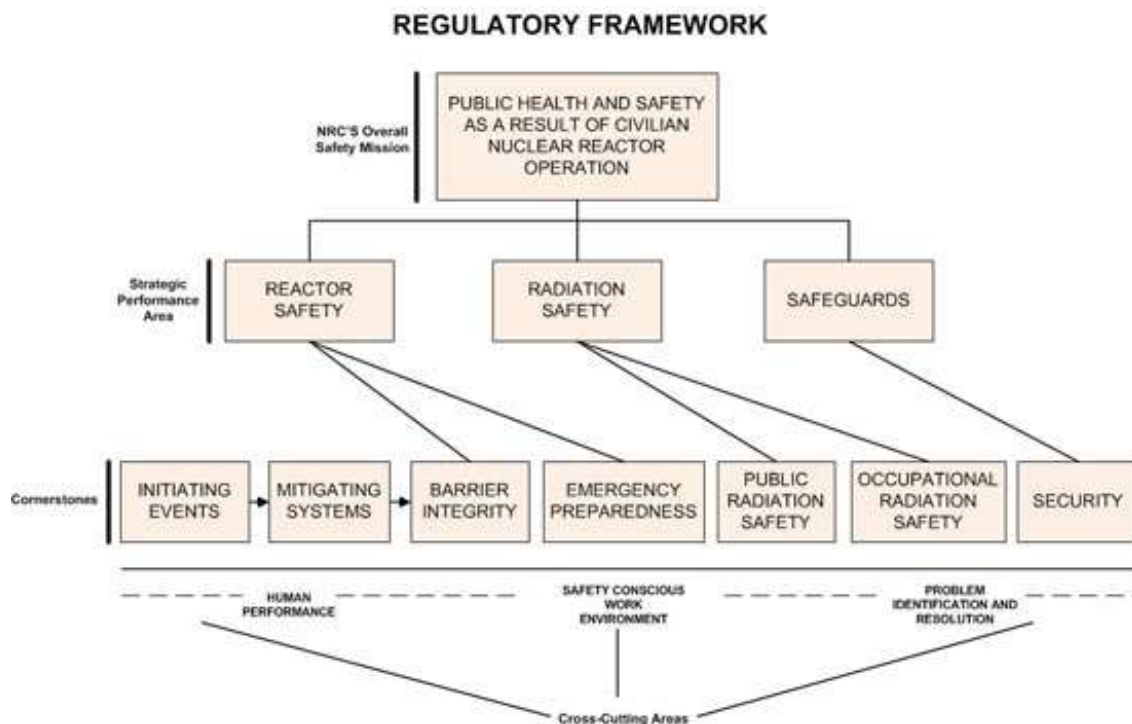 REGULATORY FRAMEWORK
NRC'S Overall
Safety Mission
PUBLIC HEALTH AND SAFETY
AS A RESULT OF CIVILIAN
NUCLEAR REACTOR
OPERATION
Strategic
Performance
Area
REACTOR
SAFETY
RADIATION
SAFETY
SAFEGUARDS
Cornerstones
INITIATING
EVENTS
MITIGATING
SYSTEMS
BARRIER
INTEGRITY
EMERGENCY
PREPAREDNESS
PUBLIC
RADIATION
SAFETY
OCCUPATIONAL
RADIATION
SAFETY
SECURITY
HUMAN
PERFORMANCE
SAFETY CONSCIOUS
WORK
ENVIRONMENT
PROBLEM
IDENTIFICATION AND
RESOLUTION
Cross-Cutting Areas